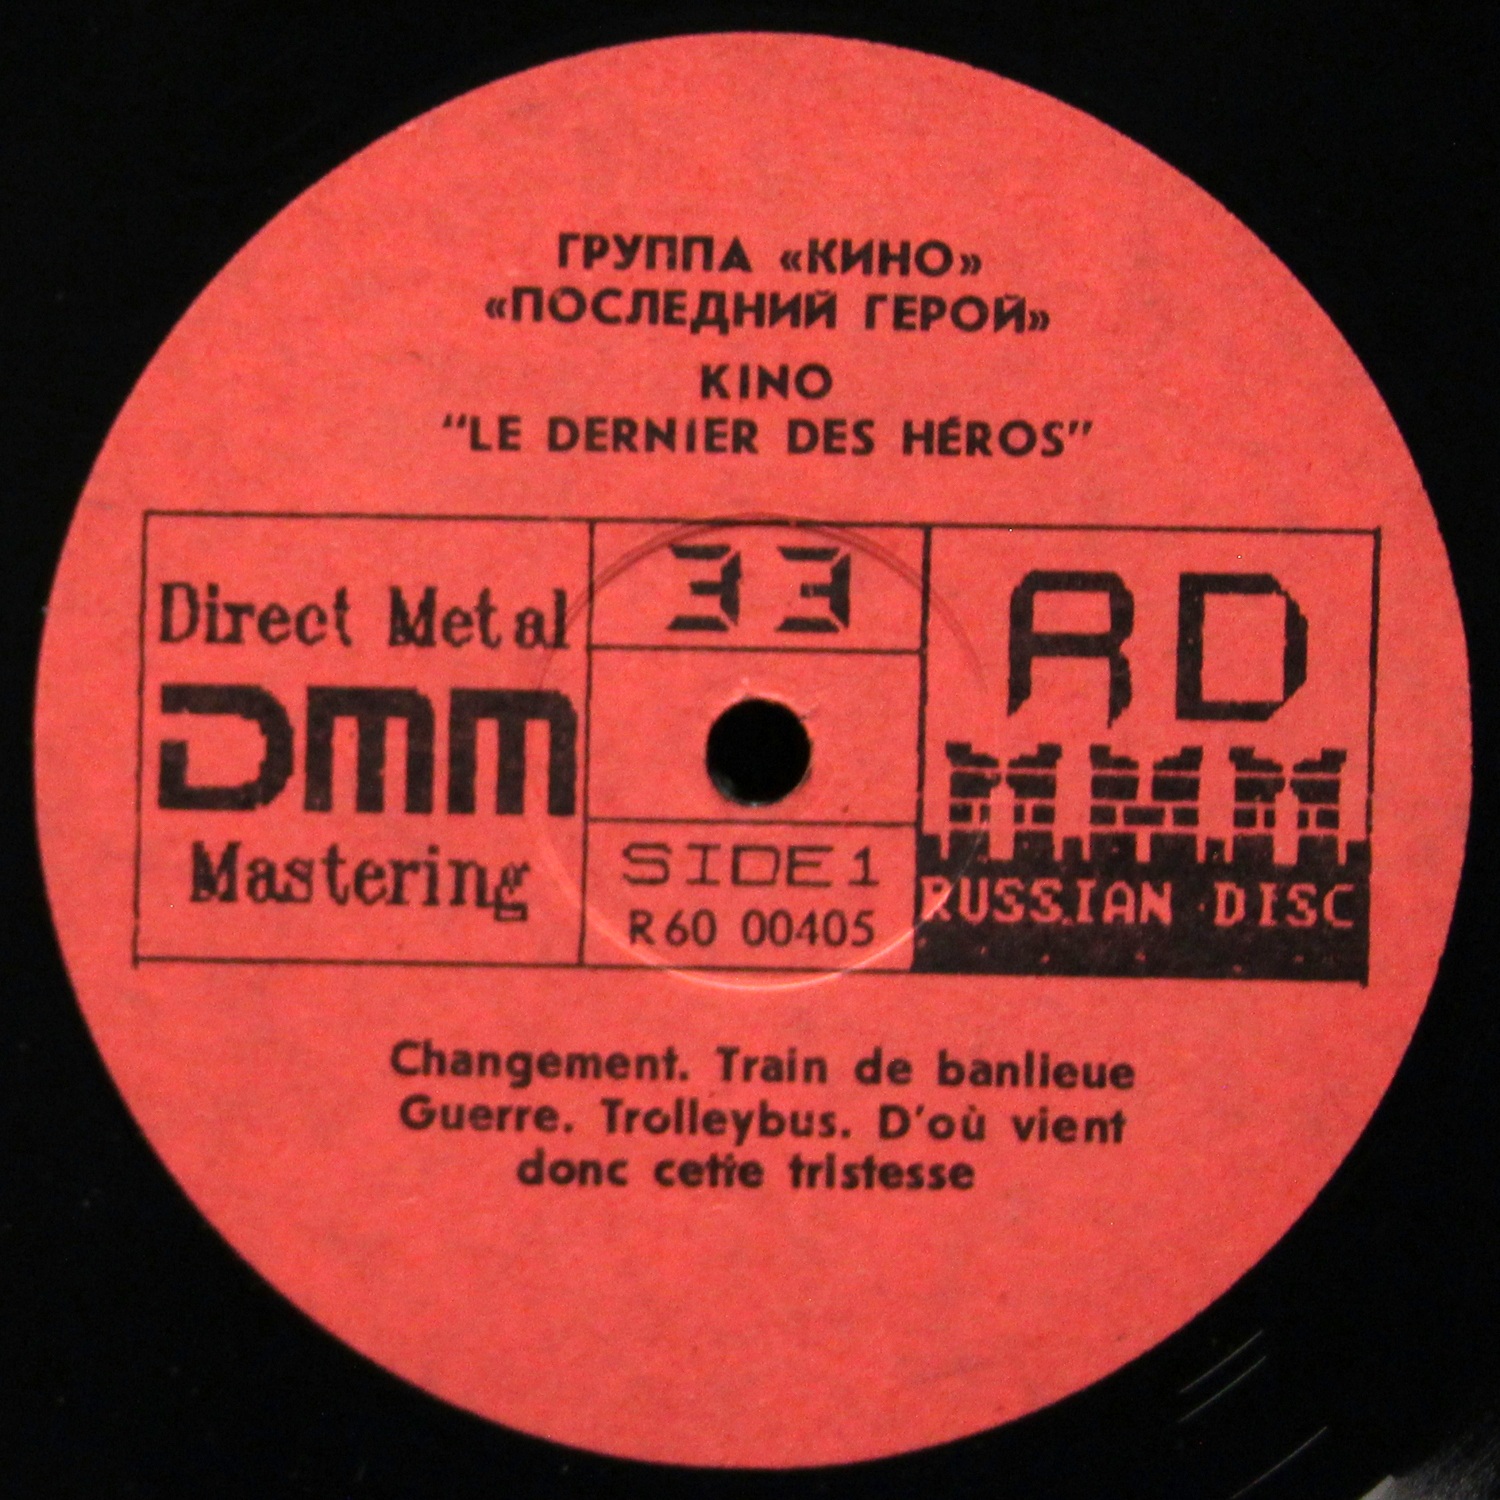 ГРУППА «КИНО»
«ПОСЛЕДНИЙ ГЕРОЙ»
KINO
“LE DERNIER DES HÉROS”
Direct Metal
DMM
Mastering
33
SIDE 1
R 60 00405
RD
RUSSIAN DISC
Changement. Train de banlieue
Guerre. Trolleybus. D'où vient
donc cette tristesse